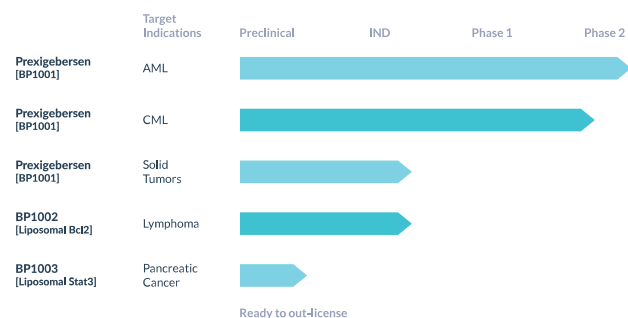 Target
Indications
Preclinical IND Phase 1 Phase 2
Prexigebersen
[BP1001]
AML
Prexigebersen
[BP1001]
CML
Prexigebersen
[BP1001]
Solid
Tumors
BP1002
[Liposomal Bcl2]
Lymphoma
BP1003
[Liposomal Stat3]
Pancreatic
Cancer
Ready to out-license